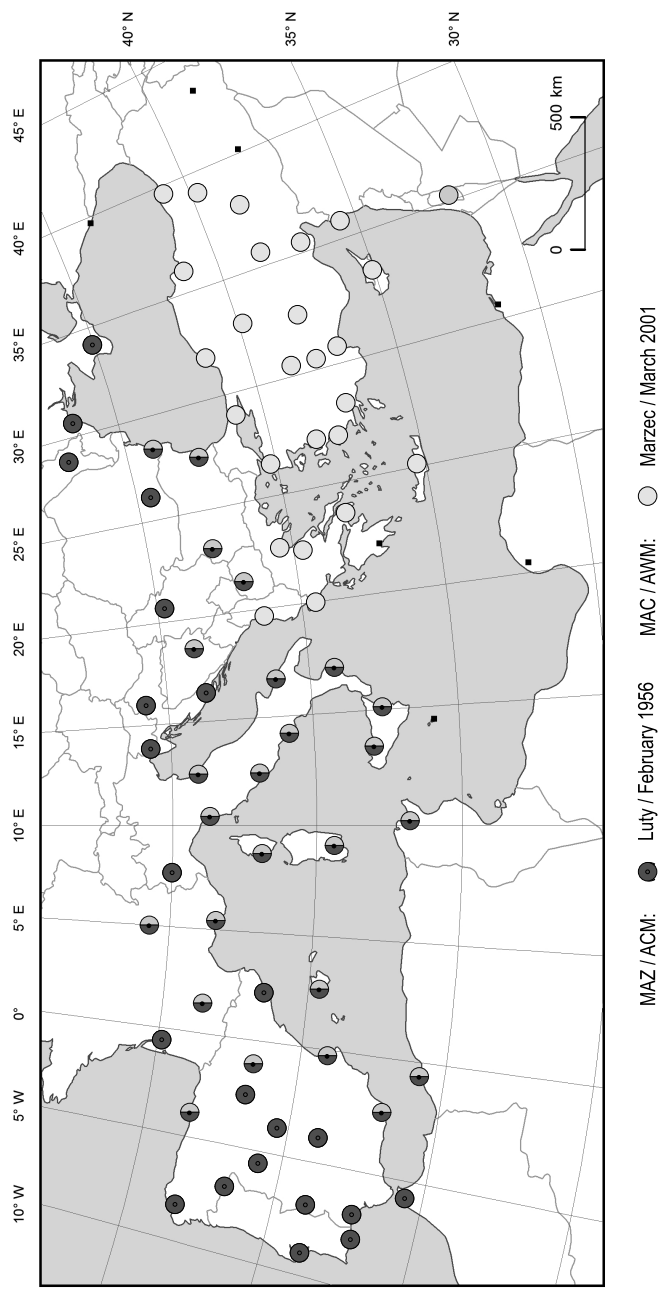 10° W
5° W
0°
5° E
10° E
15° E
20° E
25° E
30° E
35° E
40° E
45° E
40° N
35° N
30° N
0
500 km
MAZ / ACM:
Luty / February 1956
MAC / AWM:
Marzec / March 2001